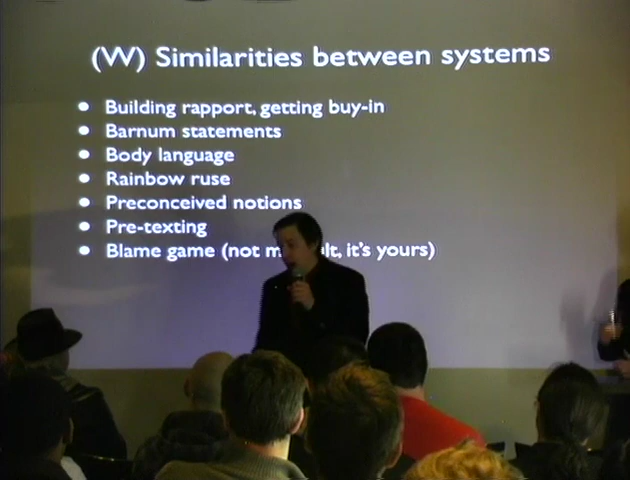 (W) Similarities between systems
• Building rapport, getting buy-in
• Barnum statements
• Body language
• Rainbow ruse
• Preconceived notions
• Pre-texting
• Blame game (not it's yours)